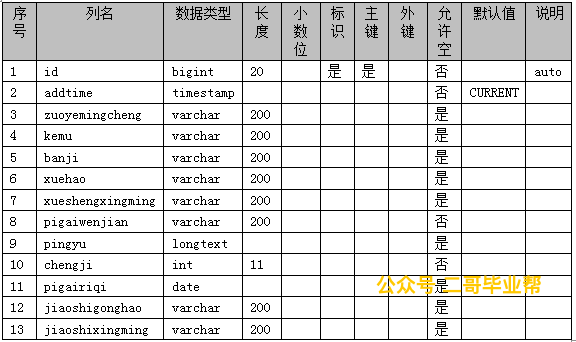 序号 列名 数据类型 长度 小数位 标识 主键 外键 允许空 默认值 说明
1 id bigint 20 是 是 否 auto
2 addtime timestamp 否 CURRENT
3 zuoyemingcheng varchar 200 是
4 kemu varchar 200 是
5 banji varchar 200 是
6 xuehao varchar 200 是
7 xueshengxingming varchar 200 是
8 pigaiwenjian varchar 200 否
9 pingyu longtext 是
10 chengji int 11 否
11 pigairiqi date 是
公众号:二哥毕业帮
12 jiaoshigonghao varchar 200 是
13 jiaoshixingming varchar 200 是